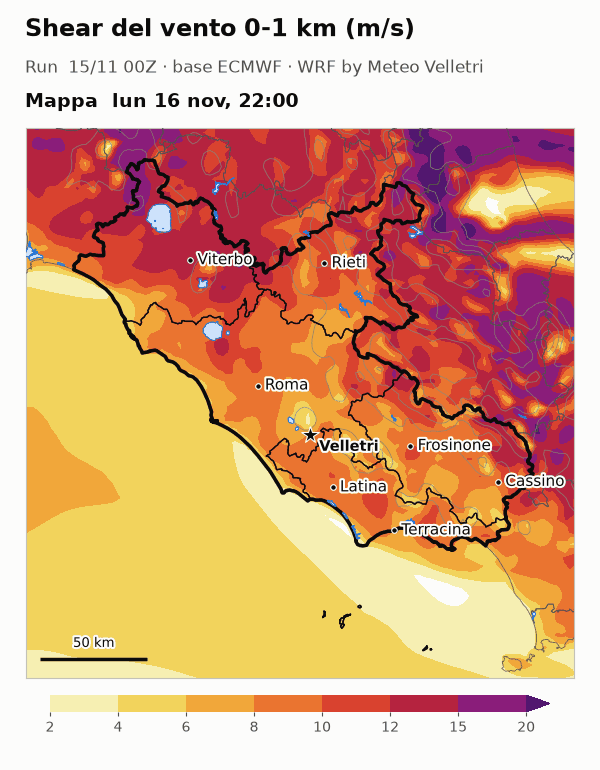 Shear del vento 0-1 km (m/s)
Run  15/11 00Z · base ECMWF · WRF by Meteo Velletri
Mappa  lun 16 nov, 22:00
Viterbo
Rieti
Roma
Velletri
Frosinone
Latina
Cassino
Terracina
50 km
2 4 6 8 10 12 15 20